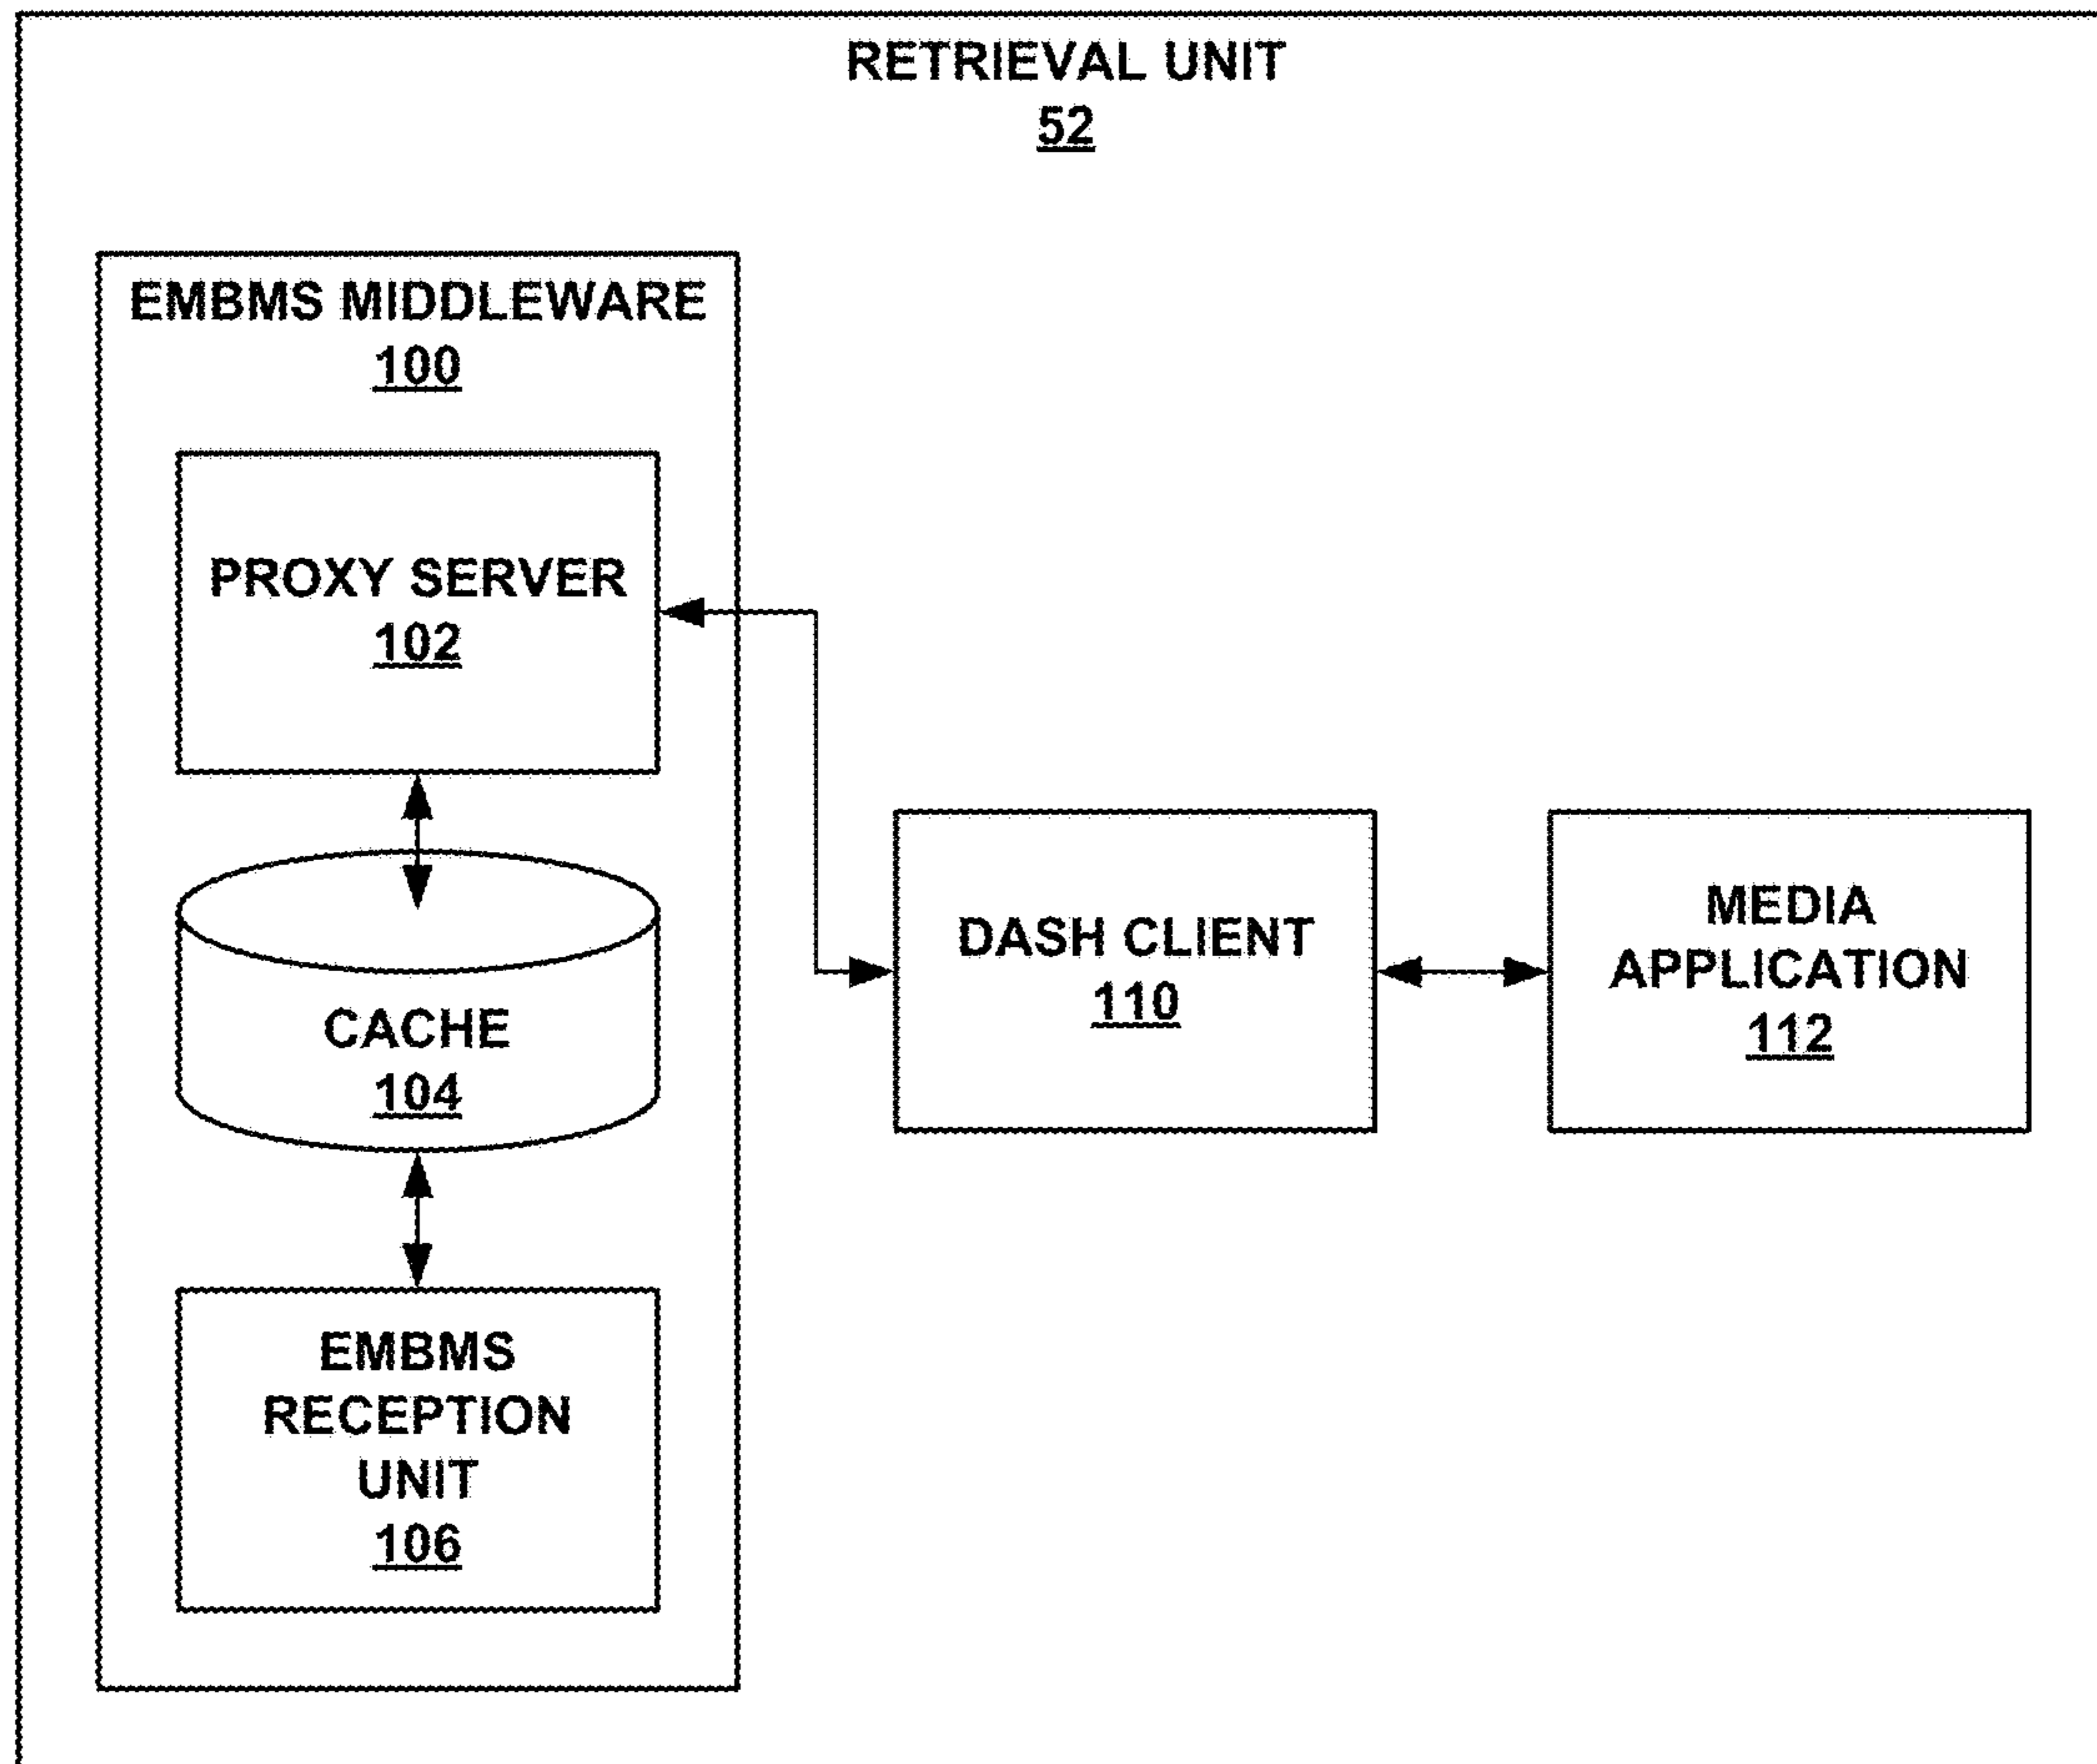 RETRIEVAL UNIT
52
EMBMS MIDDLEWARE
100
PROXY SERVER
102
CACHE
104
EMBMS
RECEPTION
UNIT
106
DASH CLIENT
110
MEDIA
APPLICATION
112